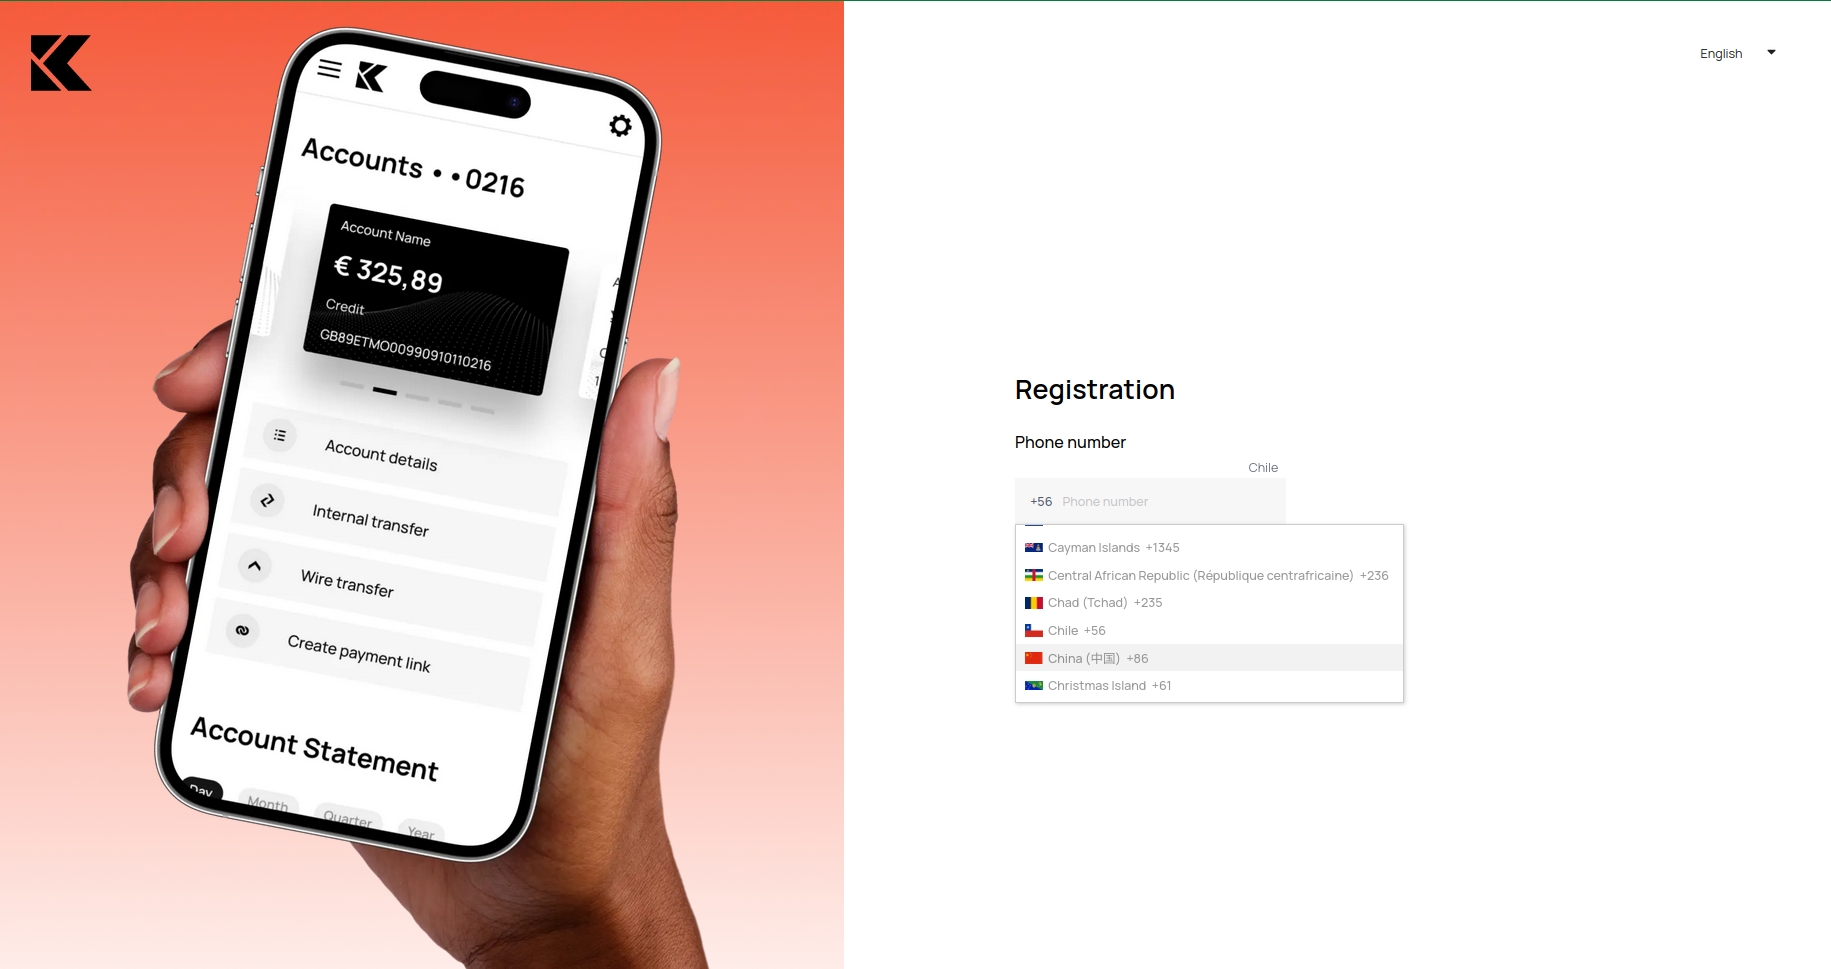 Accounts • • 0216
Account Name
€ 325,89
Credit
GB89ETMO00990910110216
Account details
Internal transfer
Wire transfer
Create payment link
Account Statement
Day
Month
Quarter
Year
English
Registration
Phone number
Chile
+56 Phone number
Cayman Islands +1345
Central African Republic (République centrafricaine) +236
Chad (Tchad) +235
Chile +56
China (中国) +86
Christmas Island +61